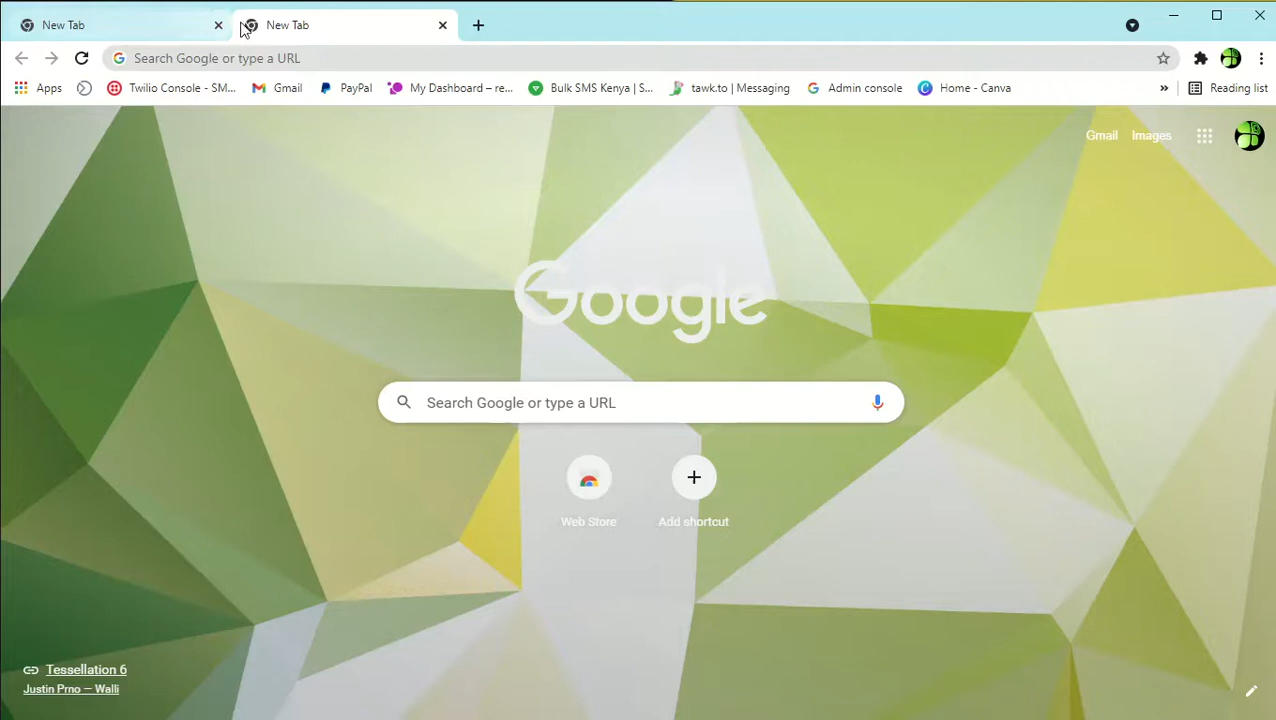 New Tab
New Tab
Search Google or type a URL
Apps
Twilio Console - SM...
Gmail
PayPal
My Dashboard –...
Bulk SMS Kenya | S...
tawk.to | Messaging
Admin console
Home - Canva
»
Reading list
Gmail
Images
Google
Search Google or type a URL
Web Store
Add shortcut
Tessellation 6
Justin Prno — Walli